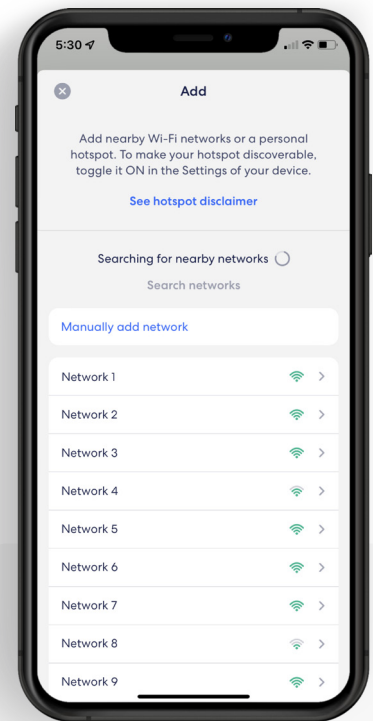 5:30
Add
Add nearby Wi-Fi networks or a personal
hotspot. To make your hotspot discoverable,
toggle it ON in the Settings of your device.
See hotspot disclaimer
Searching for nearby networks
Search networks
Manually add network
Network 1
Network 2
Network 3
Network 4
Network 5
Network 6
Network 7
Network 8
Network 9